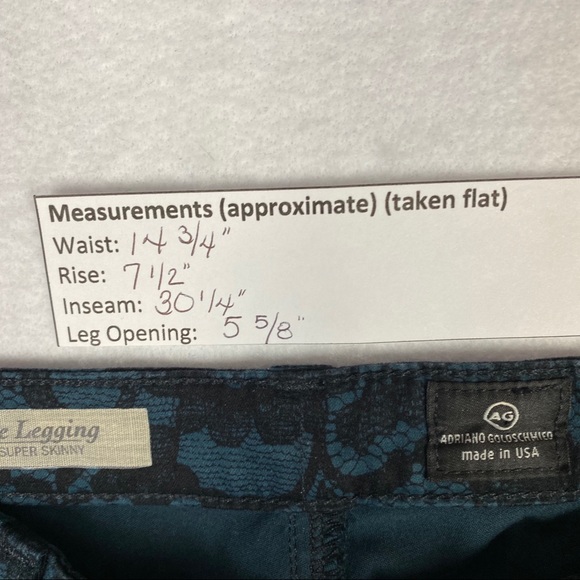 Measurements (approximate) (taken flat)
Waist: 14 3/4"
Rise: 7 1/2"
Inseam: 30 1/4"
Leg Opening: 5 5/8"
e Legging
SUPER SKINNY
AG
ADRIANO GOLDSCHMIED
made in USA